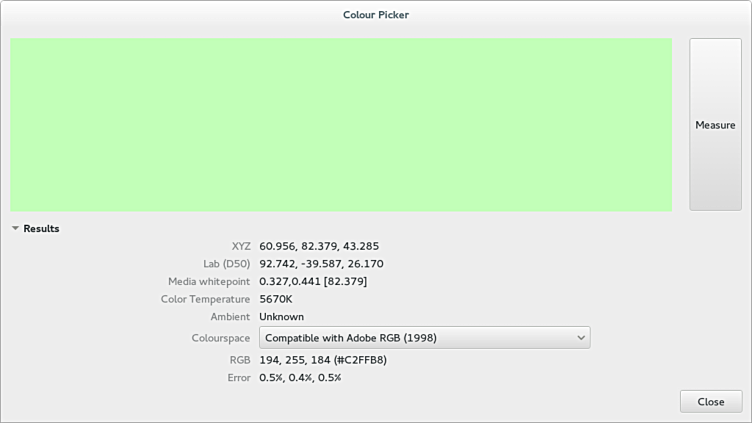 Colour Picker
Measure
Results
XYZ 60.956, 82.379, 43.285
Lab (D50) 92.742, -39.587, 26.170
Media whitepoint 0.327,0.441 [82.379]
Color Temperature 5670K
Ambient Unknown
Colourspace Compatible with Adobe RGB (1998)
RGB 194, 255, 184 (#C2FFB8)
Error 0.5%, 0.4%, 0.5%
Close